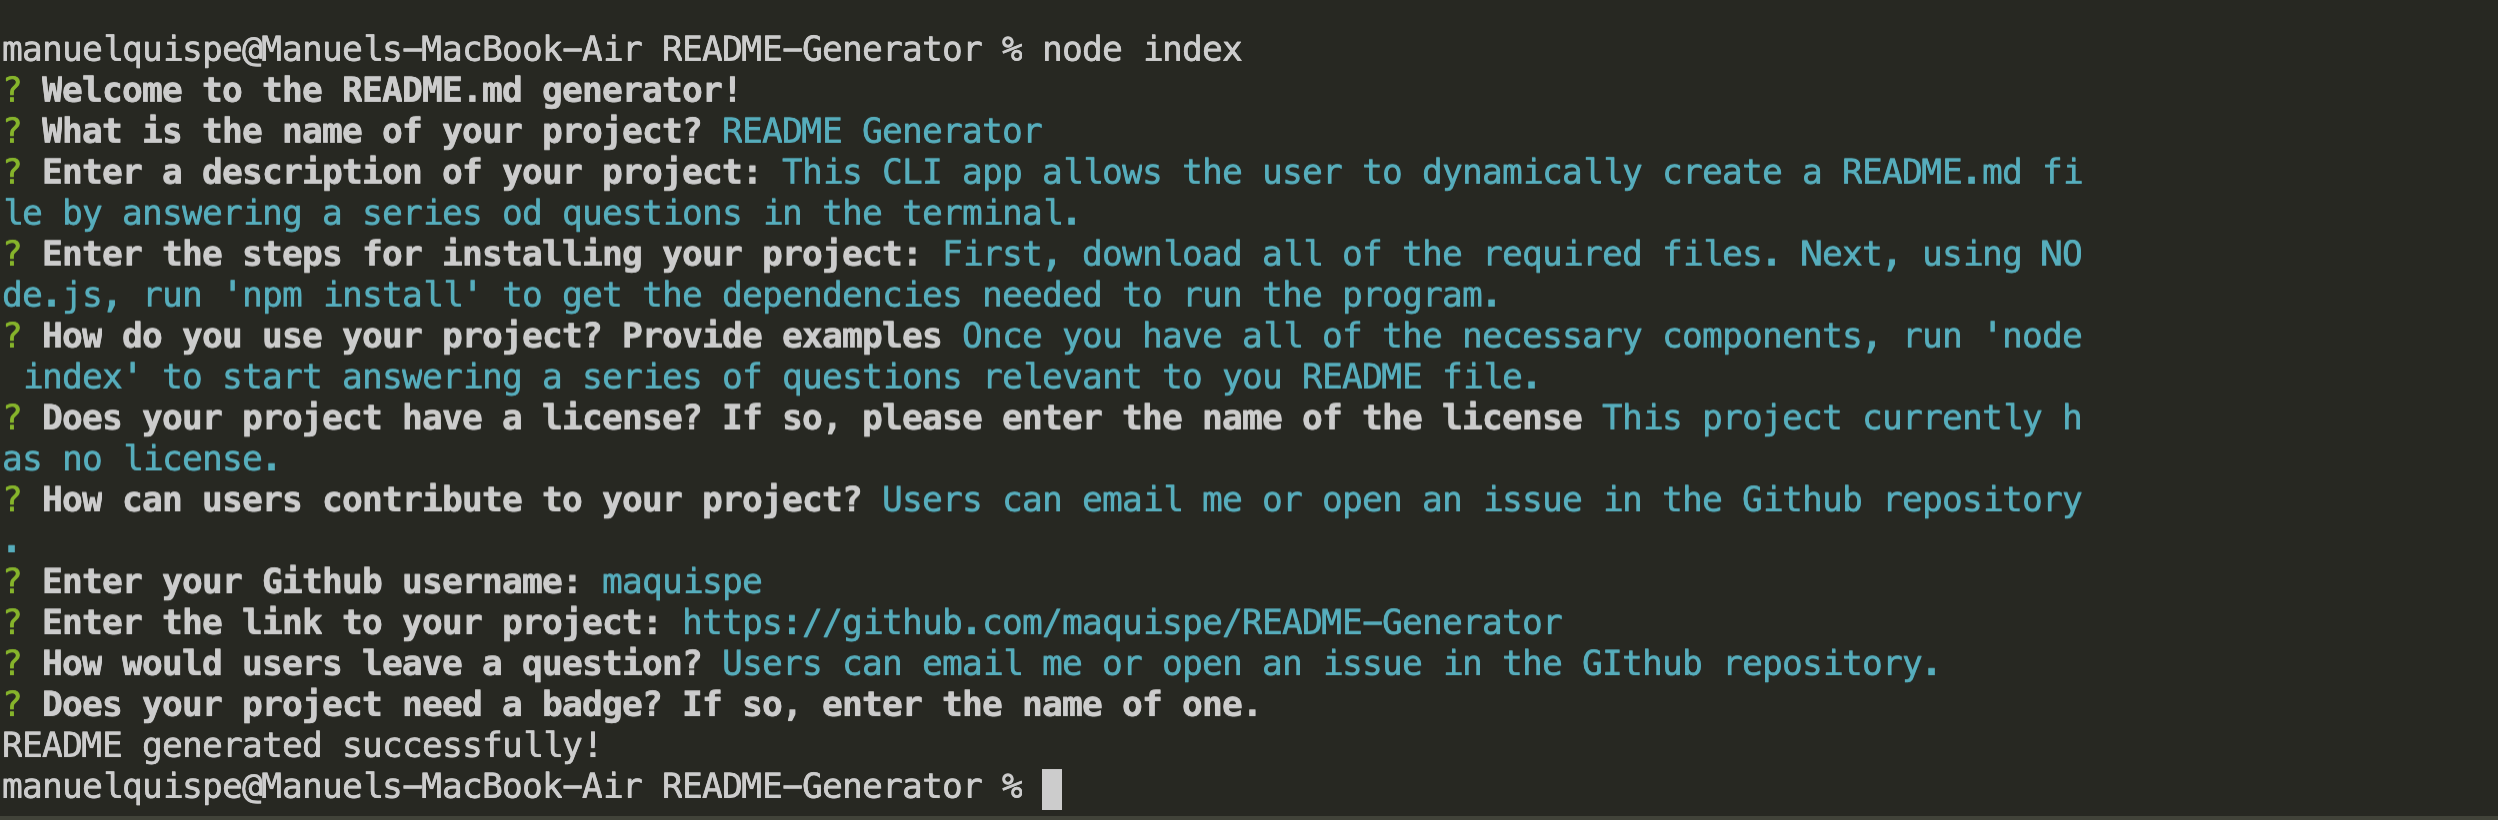 manuelquispe@Manuels-MacBook-Air README-Generator % node index
? Welcome to the README.md generator!
? What is the name of your project? README Generator
? Enter a description of your project: This CLI app allows the user to dynamically create a README.md fi
le by answering a series od questions in the terminal.
? Enter the steps for installing your project: First, download all of the required files. Next, using NO
de.js, run 'npm install' to get the dependencies needed to run the program.
? How do you use your project? Provide examples Once you have all of the necessary components, run 'node
 index' to start answering a series of questions relevant to you README file.
? Does your project have a license? If so, please enter the name of the license This project currently h
as no license.
? How can users contribute to your project? Users can email me or open an issue in the Github repository
.
? Enter your Github username: maquispe
? Enter the link to your project: https://github.com/maquispe/README-Generator
? How would users leave a question? Users can email me or open an issue in the GIthub repository.
? Does your project need a badge? If so, enter the name of one.
README generated successfully!
manuelquispe@Manuels-MacBook-Air README-Generator %